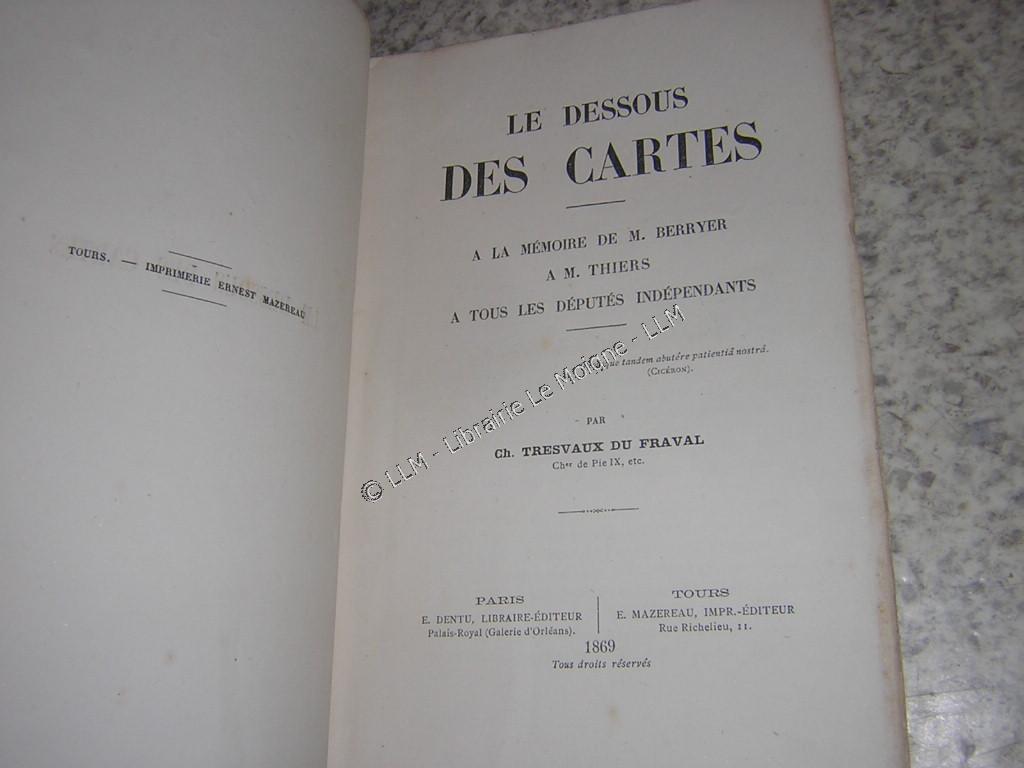 TOURS. — IMPRIMERIE ERNEST MAZEREAU
LE DESSOUS
DES CARTES
A LA MÉMOIRE DE M. BERRYER
A M. THIERS
A TOUS LES DÉPUTÉS INDÉPENDANTS
tandem abutére patientiâ nostrâ.
(CICÉRON).
PAR
Ch. TRESVAUX DU FRAVAL
Cher de Pie IX, etc.
PARIS
E. DENTU, LIBRAIRE-ÉDITEUR
Palais-Royal (Galerie d'Orléans).
TOURS
E. MAZEREAU, IMPR.-ÉDITEUR
Rue Richelieu, 11.
1869
Tous droits réservés
© LLM - Librairie Le Moigne - LLM